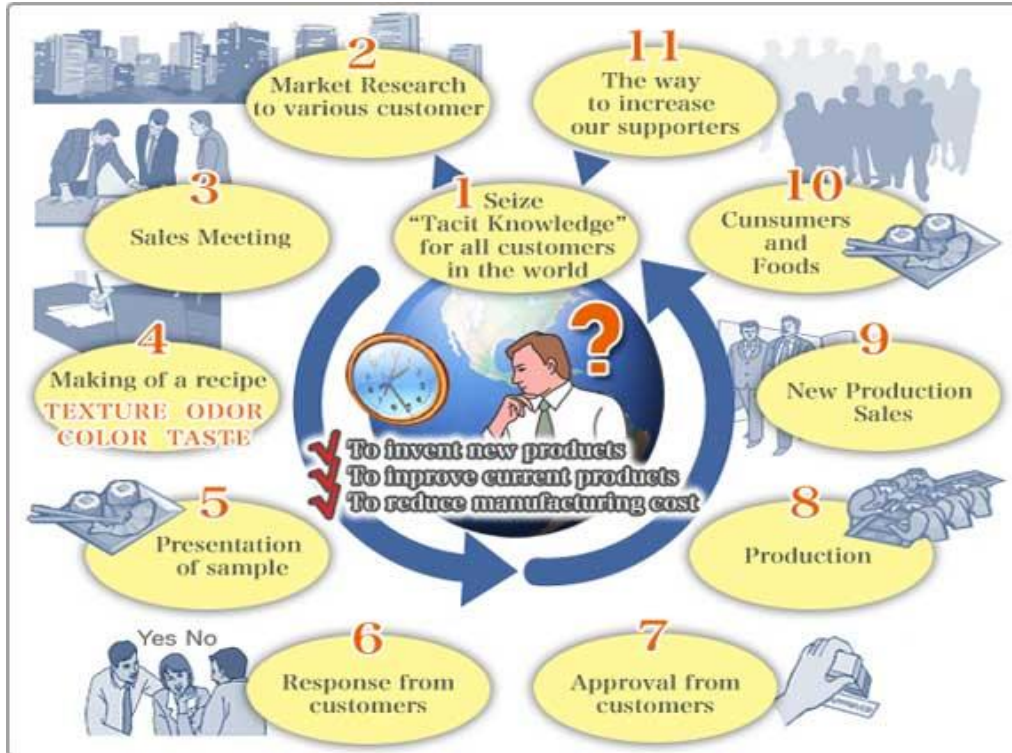 1 Seize
"Tacit Knowledge"
for all customers
in the world
2
Market Research
to various customer
3
Sales Meeting
4
Making of a recipe
TEXTURE ODOR
COLOR TASTE
5
Presentation
of sample
Yes No
6
Response from
customers
7
Approval from
customers
8
Production
9
New Production
Sales
10
Cunsumers
and
Foods
11
The way
to increase
our supporters
?
To invent new products
To inprove current products
To reduce manufacturing cost